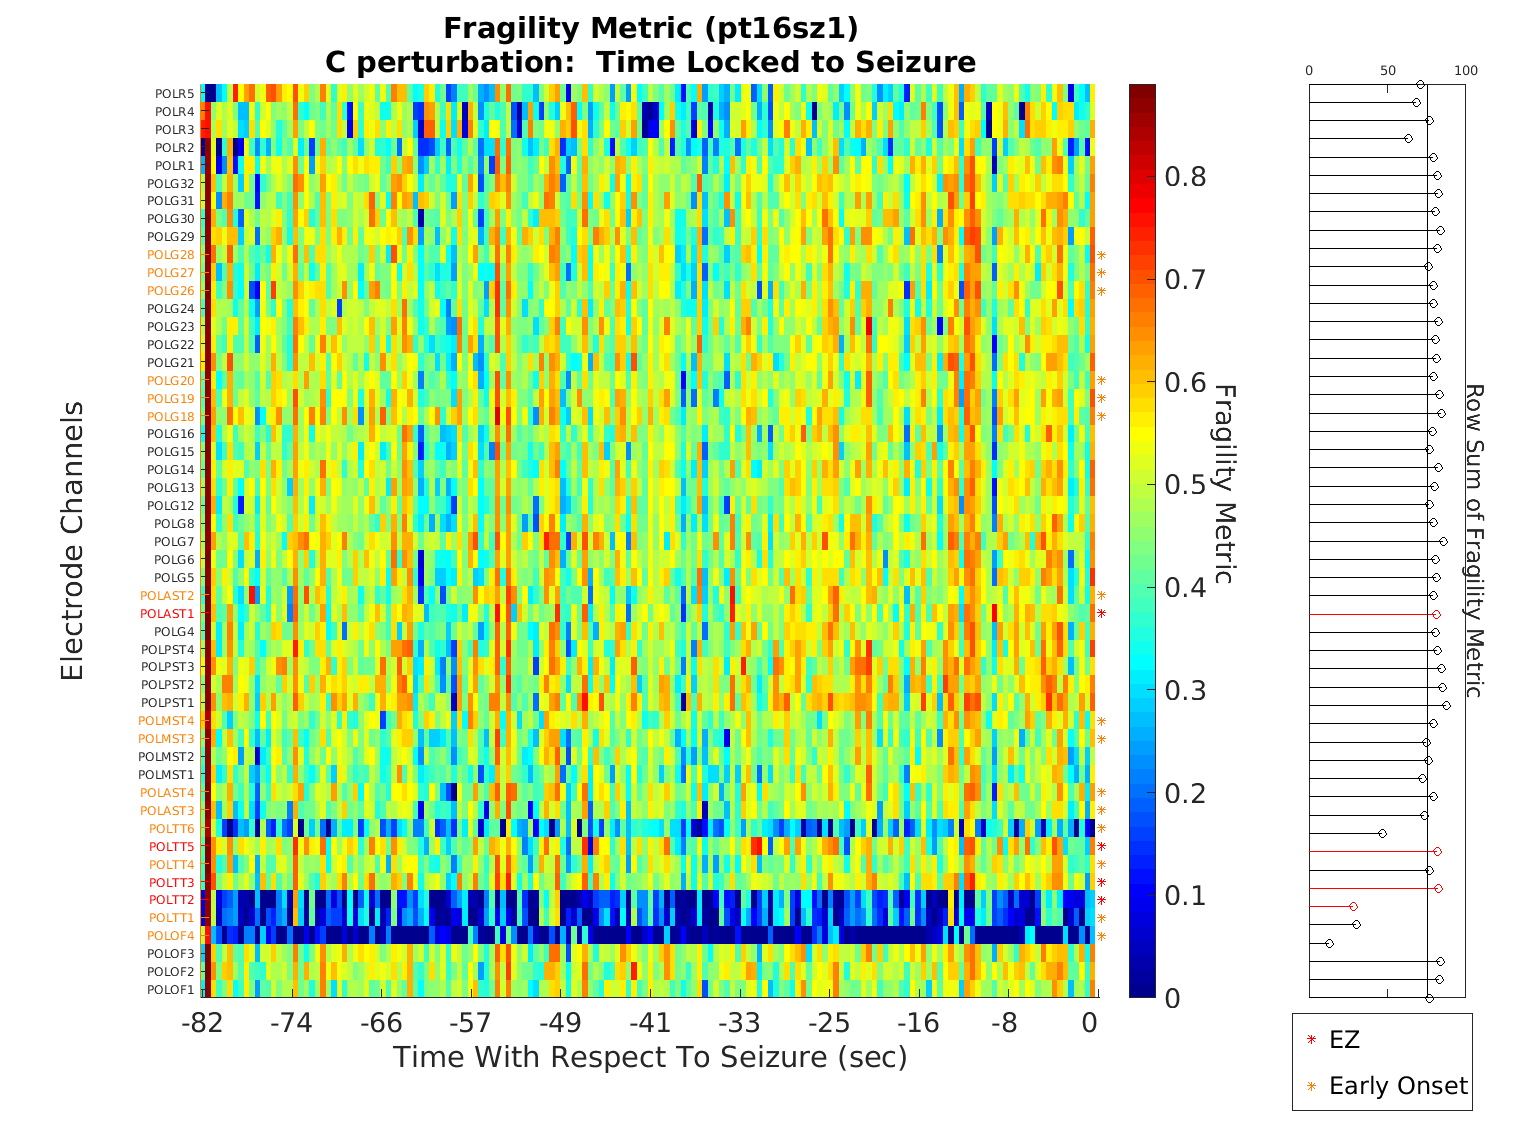 Fragility Metric (pt16sz1)
C perturbation:  Time Locked to Seizure
Electrode Channels
POLR5
POLR4
POLR3
POLR2
POLR1
POLG32
POLG31
POLG30
POLG29
POLG28
POLG27
POLG26
POLG24
POLG23
POLG22
POLG21
POLG20
POLG19
POLG18
POLG16
POLG15
POLG14
POLG13
POLG12
POLG8
POLG7
POLG6
POLG5
POLAST2
POLAST1
POLG4
POLPST4
POLPST3
POLPST2
POLPST1
POLMST4
POLMST3
POLMST2
POLMST1
POLAST4
POLAST3
POLTT6
POLTT5
POLTT4
POLTT3
POLTT2
POLTT1
POLOF4
POLOF3
POLOF2
POLOF1
-82 -74 -66 -57 -49 -41 -33 -25 -16 -8 0
Time With Respect To Seizure (sec)
0.8
0.7
0.6
0.5
0.4
0.3
0.2
0.1
0
Fragility Metric
0 50 100
Row Sum of Fragility Metric
EZ
Early Onset